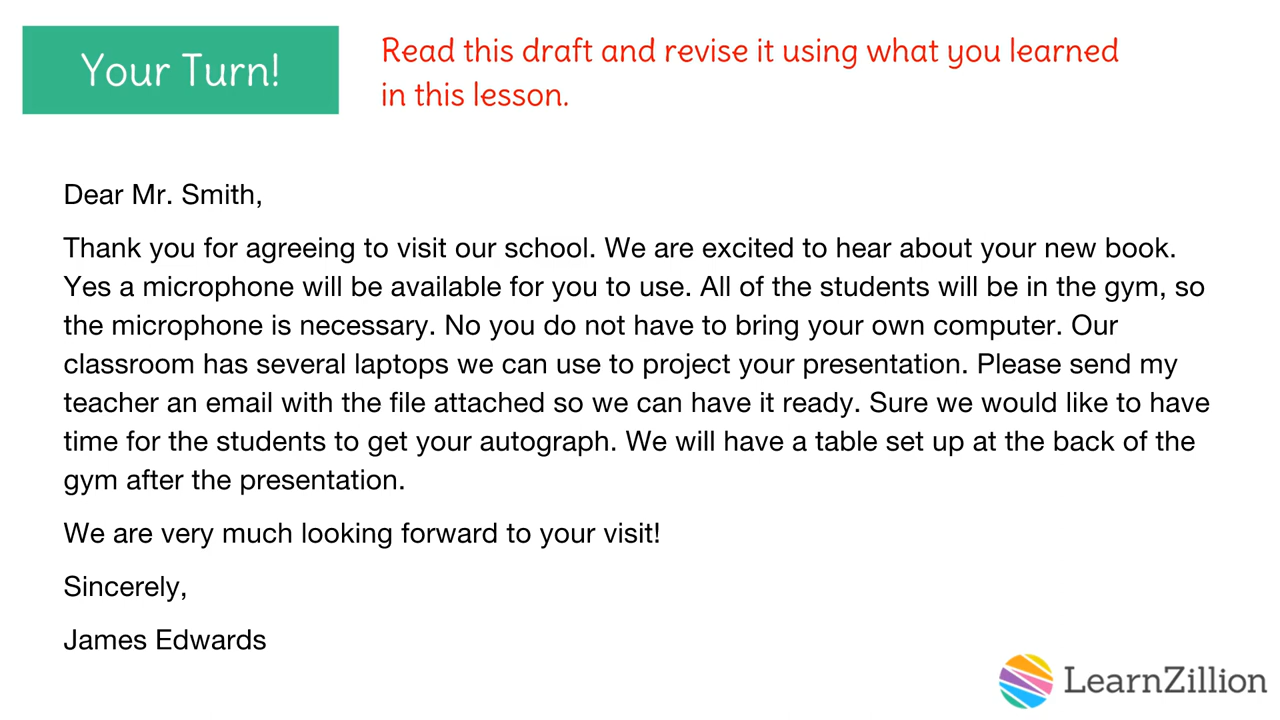 Your Turn!
Read this draft and revise it using what you learned
in this lesson.
Dear Mr. Smith,
Thank you for agreeing to visit our school. We are excited to hear about your new book.
Yes a microphone will be available for you to use. All of the students will be in the gym, so
the microphone is necessary. No you do not have to bring your own computer. Our
classroom has several laptops we can use to project your presentation. Please send my
teacher an email with the file attached so we can have it ready. Sure we would like to have
time for the students to get your autograph. We will have a table set up at the back of the
gym after the presentation.
We are very much looking forward to your visit!
Sincerely,
James Edwards
LearnZillion